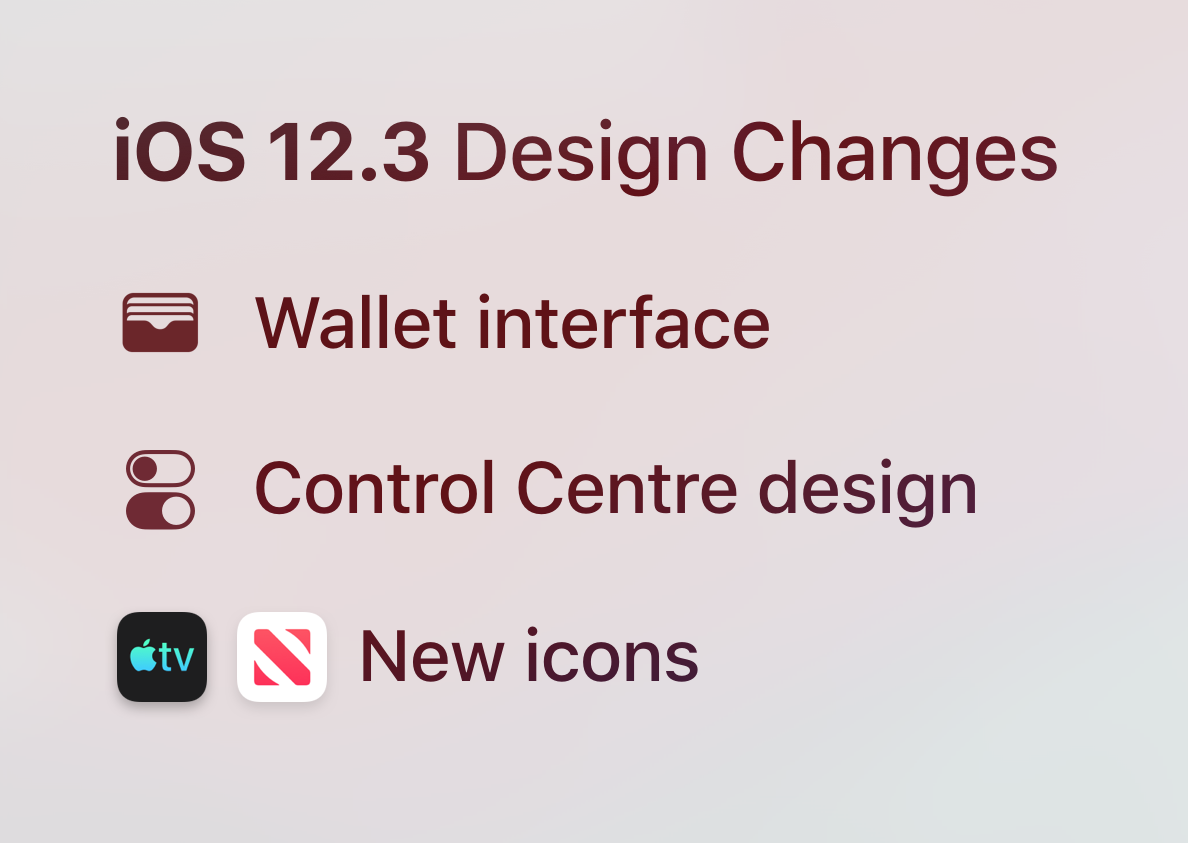 iOS 12.3 Design Changes
Wallet interface
Control Centre design
tv New icons